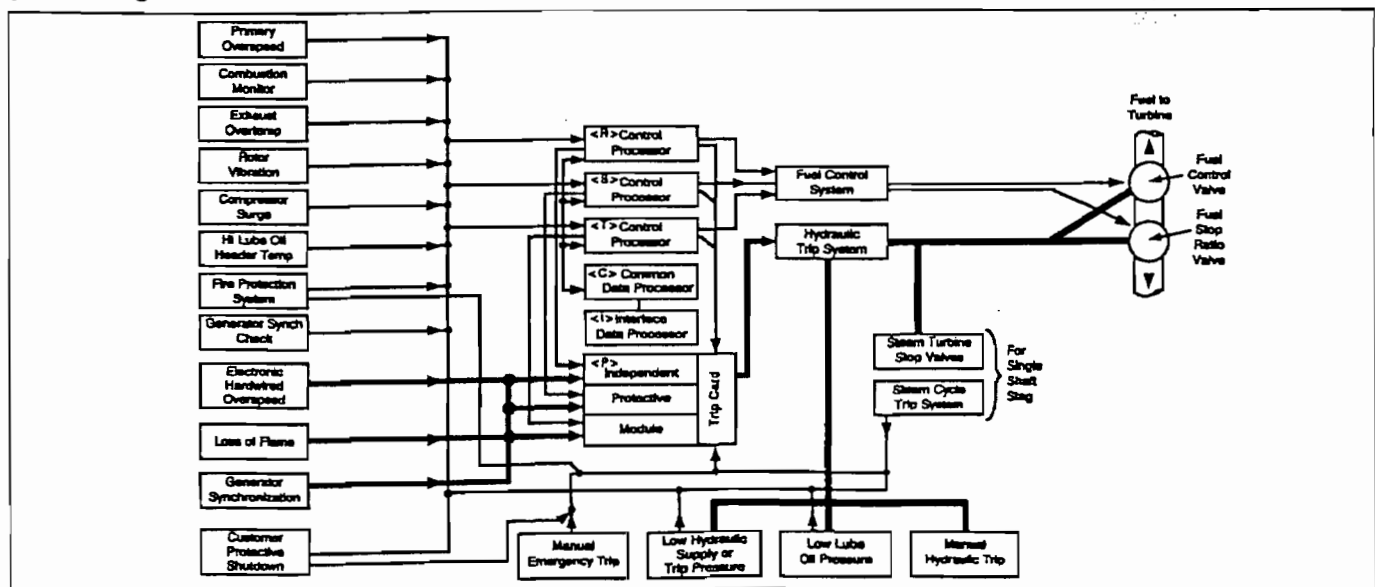 Primary
Overspeed
Combustion
Monitor
Exhaust
Overtemp
Rotor
Vibration
Compressor
Surge
Hi Lube Oil
Header Temp
Fire Protection
System
Generator Synch
Check
Electronic
Hardwired
Overspeed
Loss of Flame
Generator
Synchronization
Customer
Protective
Shutdown
<R> Control
Processor
<S> Control
Processor
<T> Control
Processor
<C> Common
Data Processor
<I> Interface
Data Processor
<P>
Independent
Protective
Module
Trip Card
Fuel Control
System
Hydraulic
Trip System
Steam Turbine
Stop Valves
Steam Cycle
Trip System
For
Single
Shaft
Stag
Fuel to
Turbine
Fuel
Control
Valve
Fuel
Stop
Ratio
Valve
Manual
Emergency Trip
Low Hydraulic
Supply or
Trip Pressure
Low Lube
Oil Pressure
Manual
Hydraulic Trip